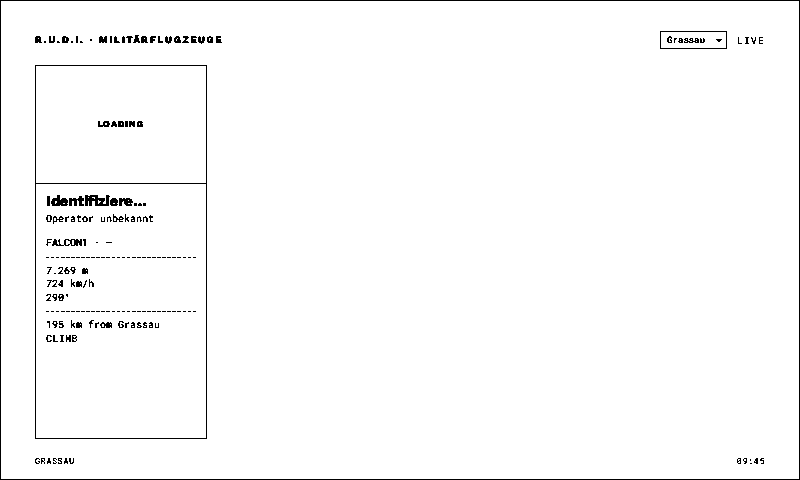 R.U.D.I. · MILITÄRFLUGZEUGE
Grassau
LIVE
LOADING
Identifiziere...
Operator unbekannt
FALCON1 · —
7.269 m
724 km/h
290°
195 km from Grassau
CLIMB
GRASSAU
09:45